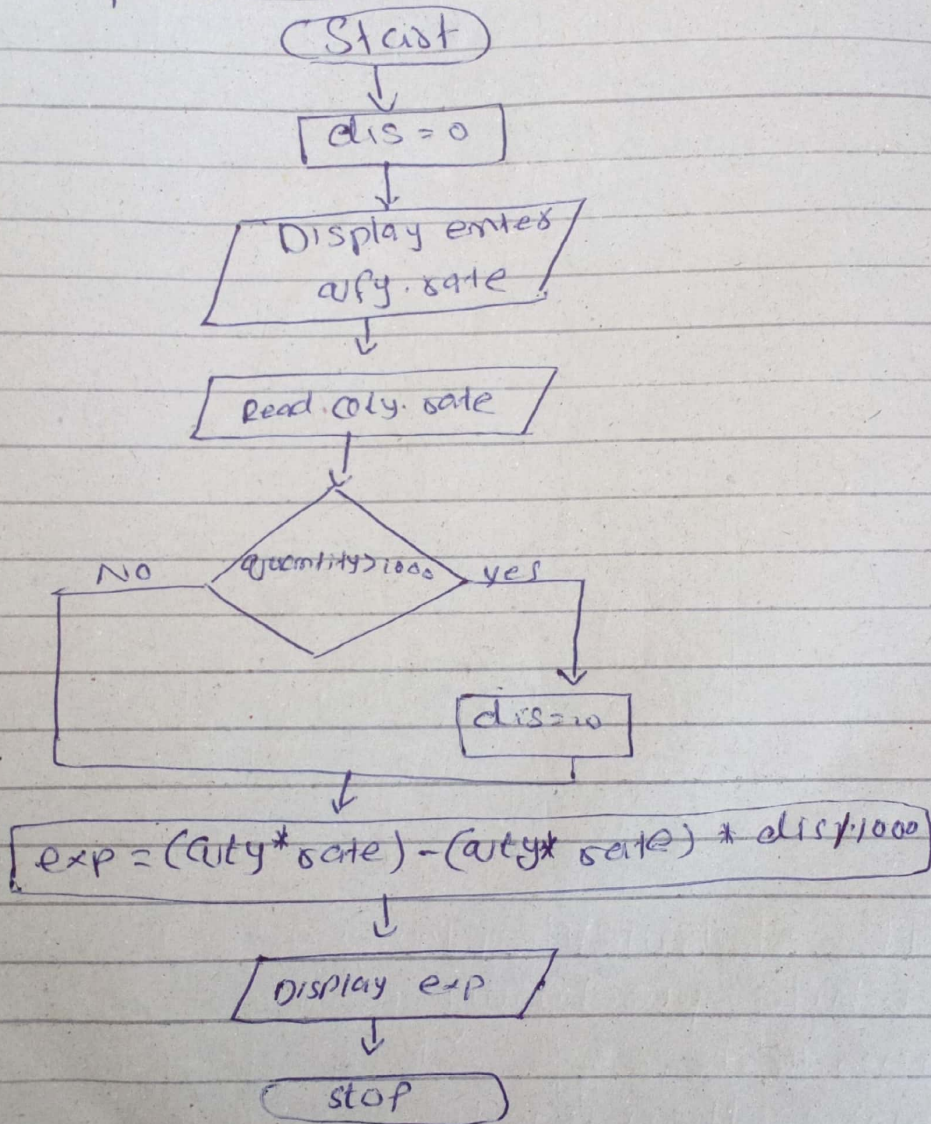 Start
dis = 0
Display enter
qty. rate
Read. qty. rate
quantity>1000
No
yes
dis=10
exp = (qty* rate) - (qty* rate) * dis/.1000
Display exp
stop